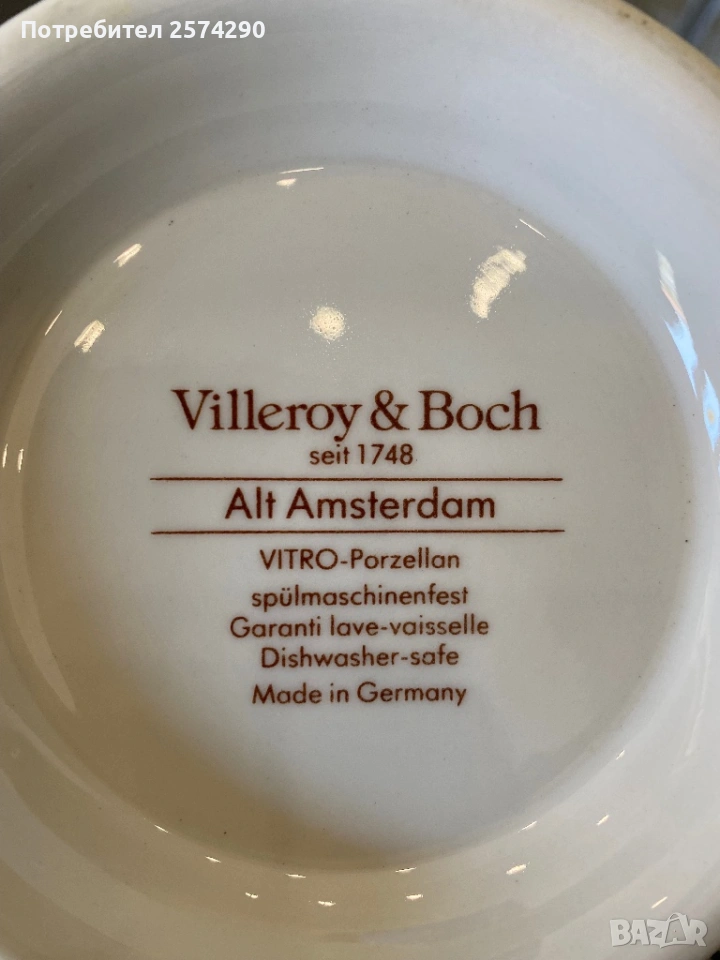 Потребител 2574290
Villeroy & Boch
seit 1748
Alt Amsterdam
VITRO-Porzellan
spülmaschinenfest
Garanti lave-vaisselle
Dishwasher-safe
Made in Germany
BAZAR